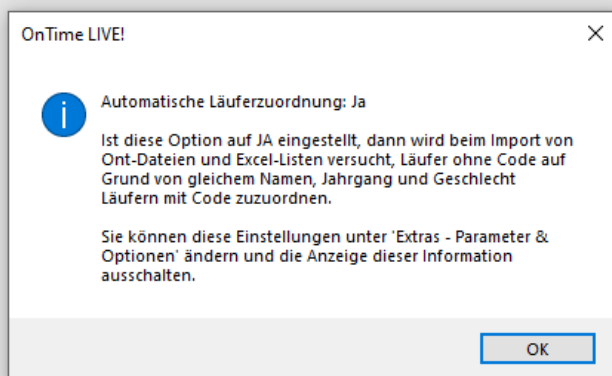 OnTime LIVE!
Automatische Läuferzuordnung: Ja
Ist diese Option auf JA eingestellt, dann wird beim Import von
Ont-Dateien und Excel-Listen versucht, Läufer ohne Code auf
Grund von gleichem Namen, Jahrgang und Geschlecht
Läufern mit Code zuzuordnen.
Sie können diese Einstellungen unter 'Extras - Parameter &
Optionen' ändern und die Anzeige dieser Information
ausschalten.
OK